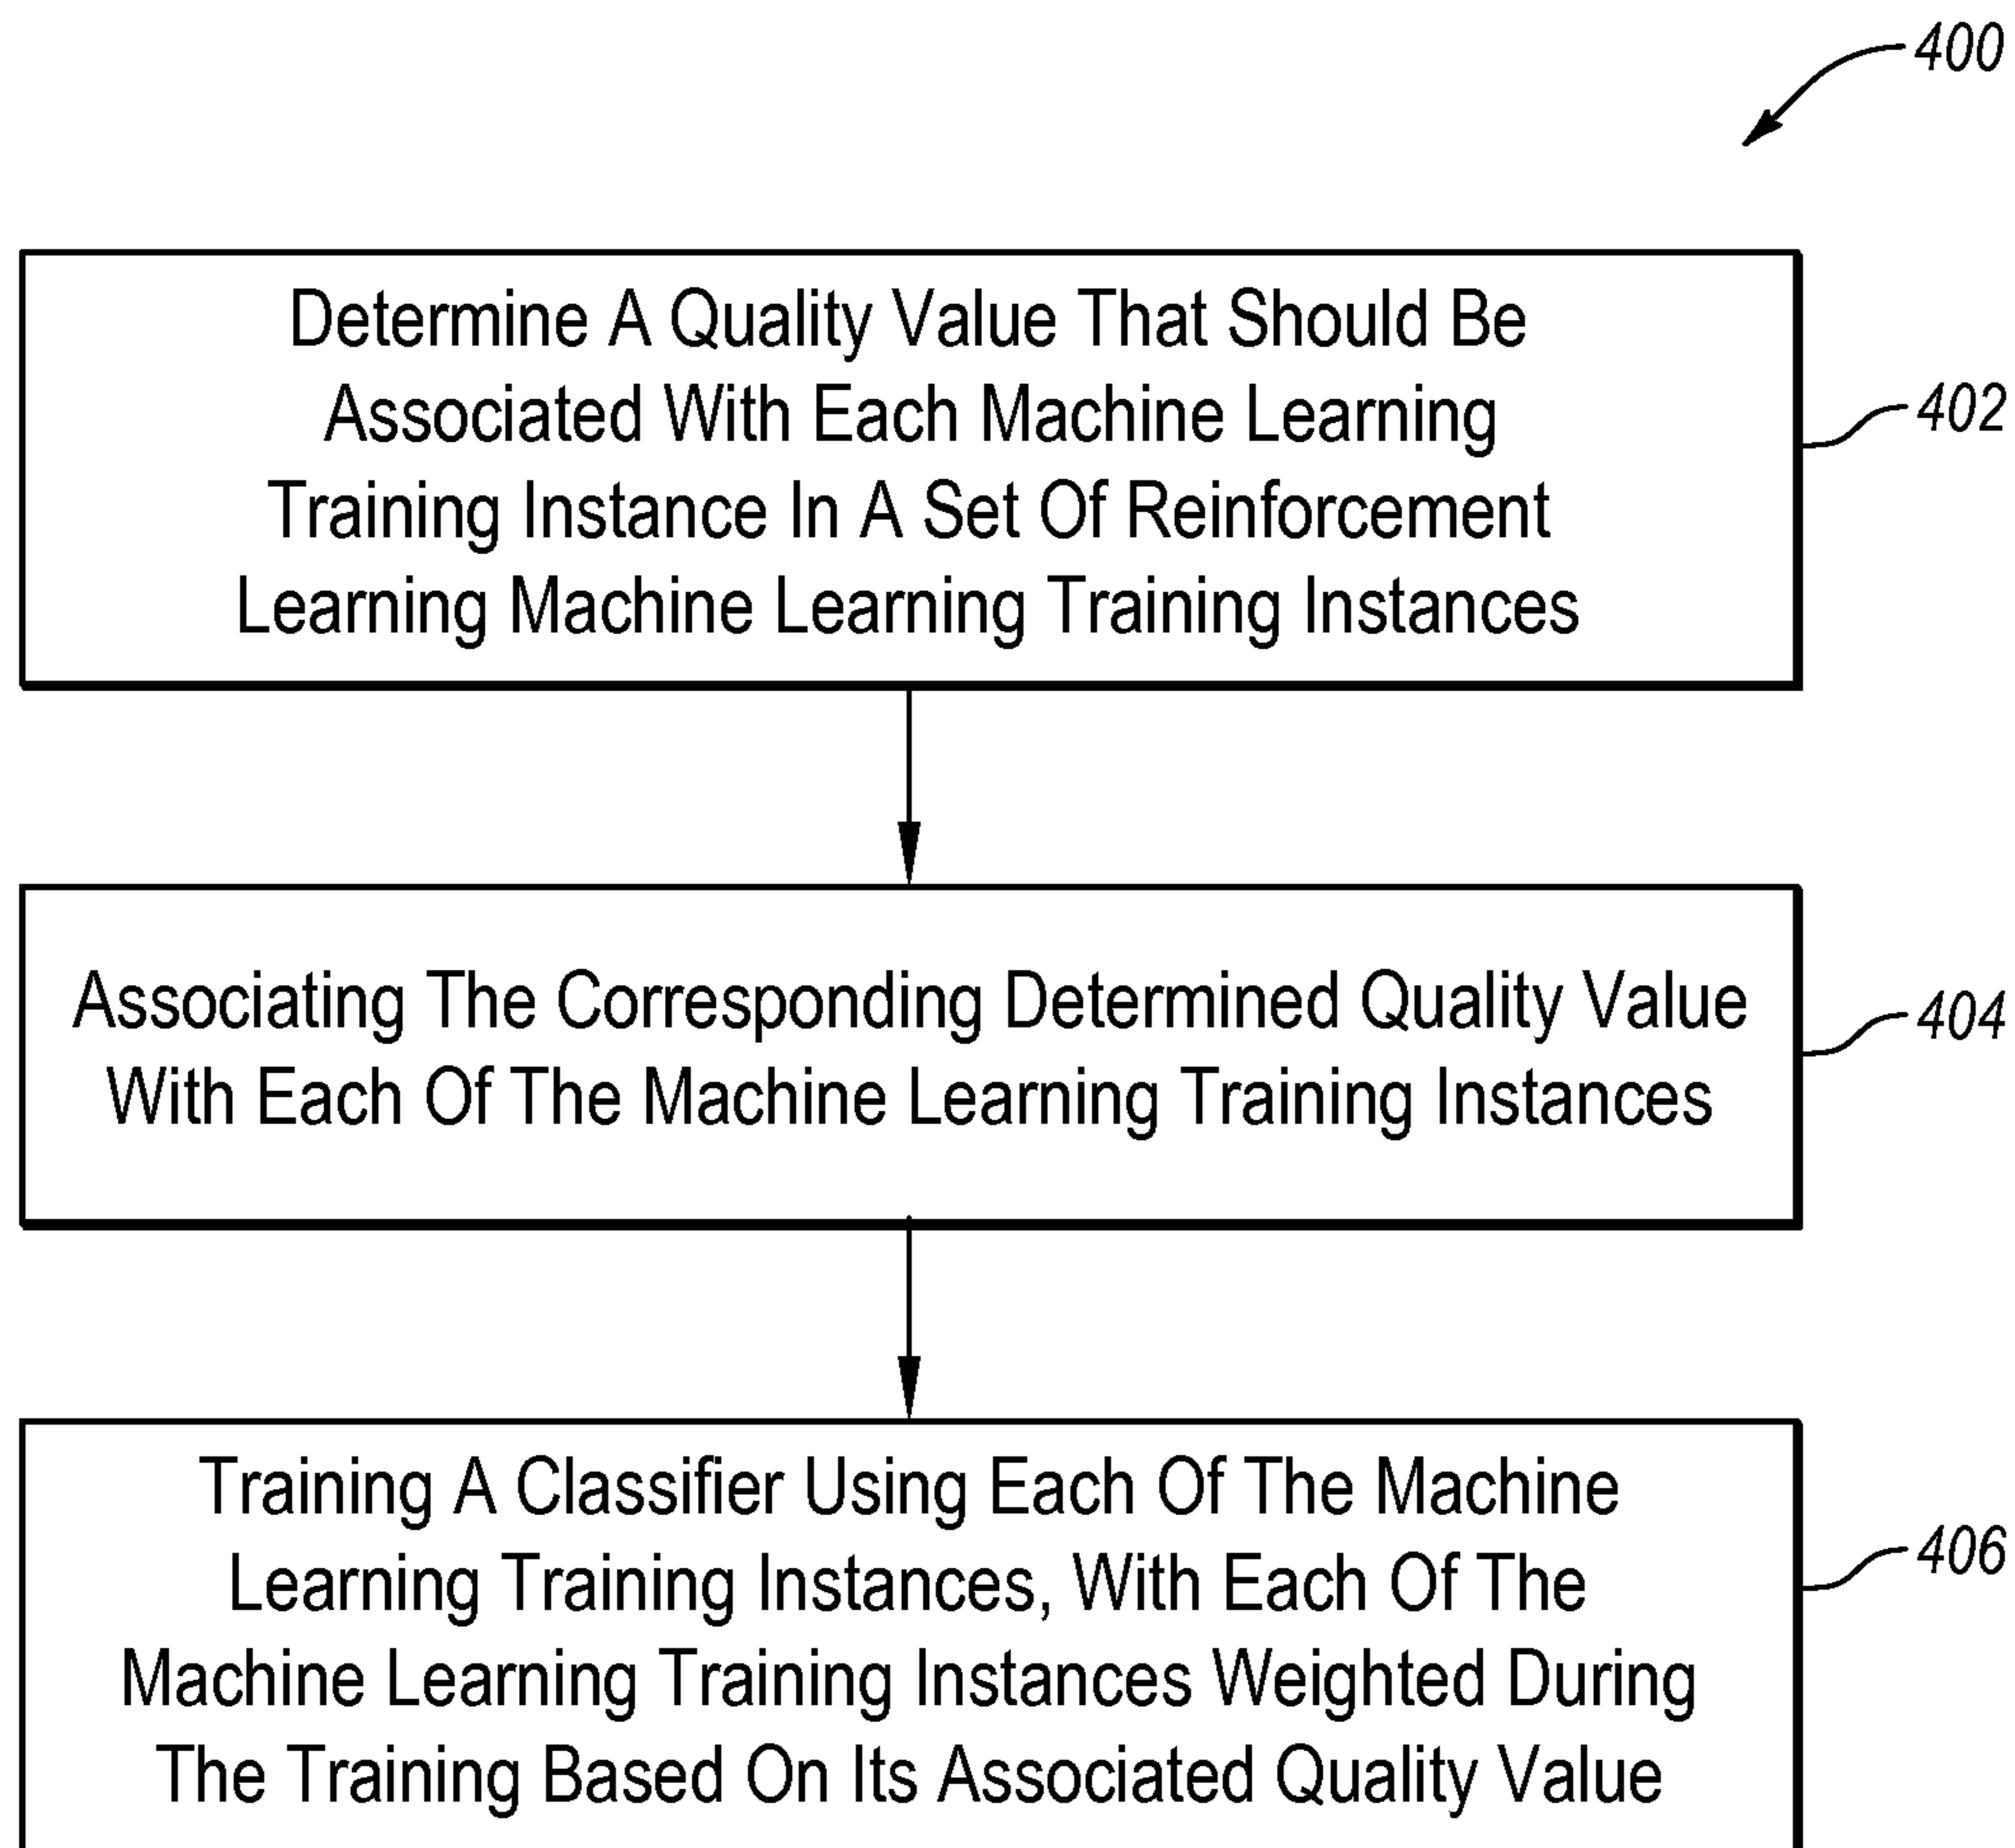 400
Determine A Quality Value That Should Be
Associated With Each Machine Learning
Training Instance In A Set Of Reinforcement
Learning Machine Learning Training Instances
402
Associating The Corresponding Determined Quality Value
With Each Of The Machine Learning Training Instances
404
Training A Classifier Using Each Of The Machine
Learning Training Instances, With Each Of The
Machine Learning Training Instances Weighted During
The Training Based On Its Associated Quality Value
406